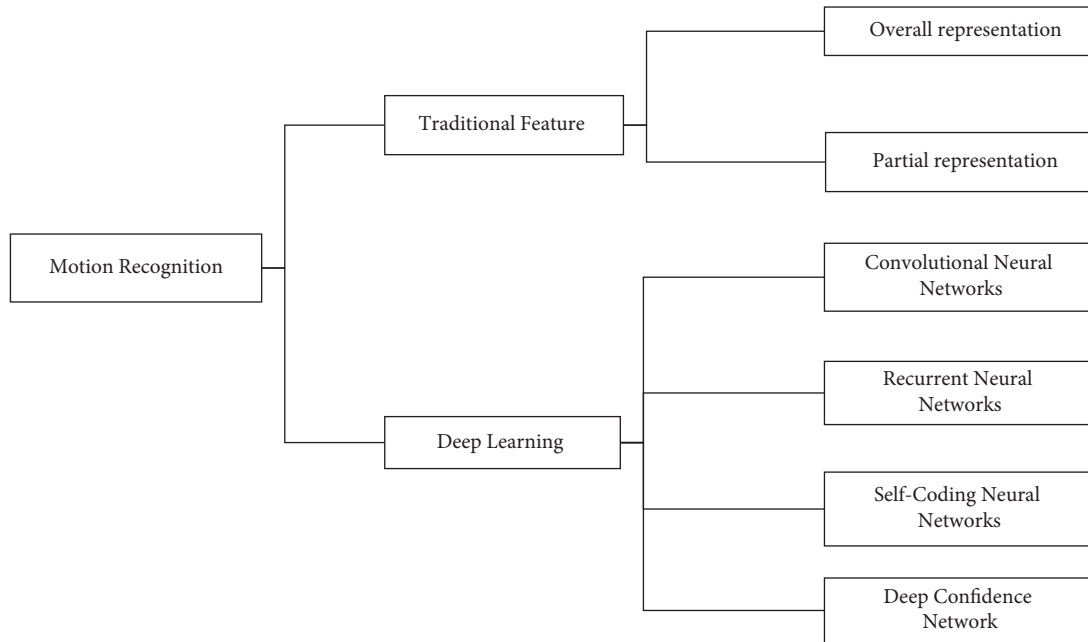 Overall representation
Traditional Feature
Partial representation
Motion Recognition
Convolutional Neural
Networks
Recurrent Neural
Networks
Deep Learning
Self-Coding Neural
Networks
Deep Confidence
Network